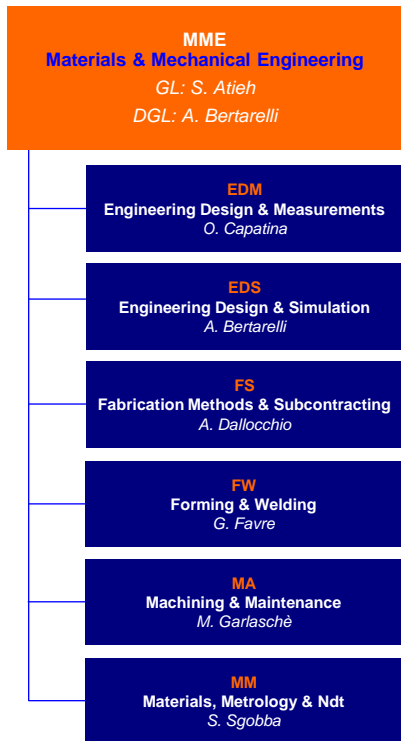 MME
Materials & Mechanical Engineering
GL: S. Atieh
DGL: A. Bertarelli
EDM
Engineering Design & Measurements
O. Capatina
EDS
Engineering Design & Simulation
A. Bertarelli
FS
Fabrication Methods & Subcontracting
A. Dallocchio
FW
Forming & Welding
G. Favre
MA
Machining & Maintenance
M. Garlaschè
MM
Materials, Metrology & Ndt
S. Sgobba